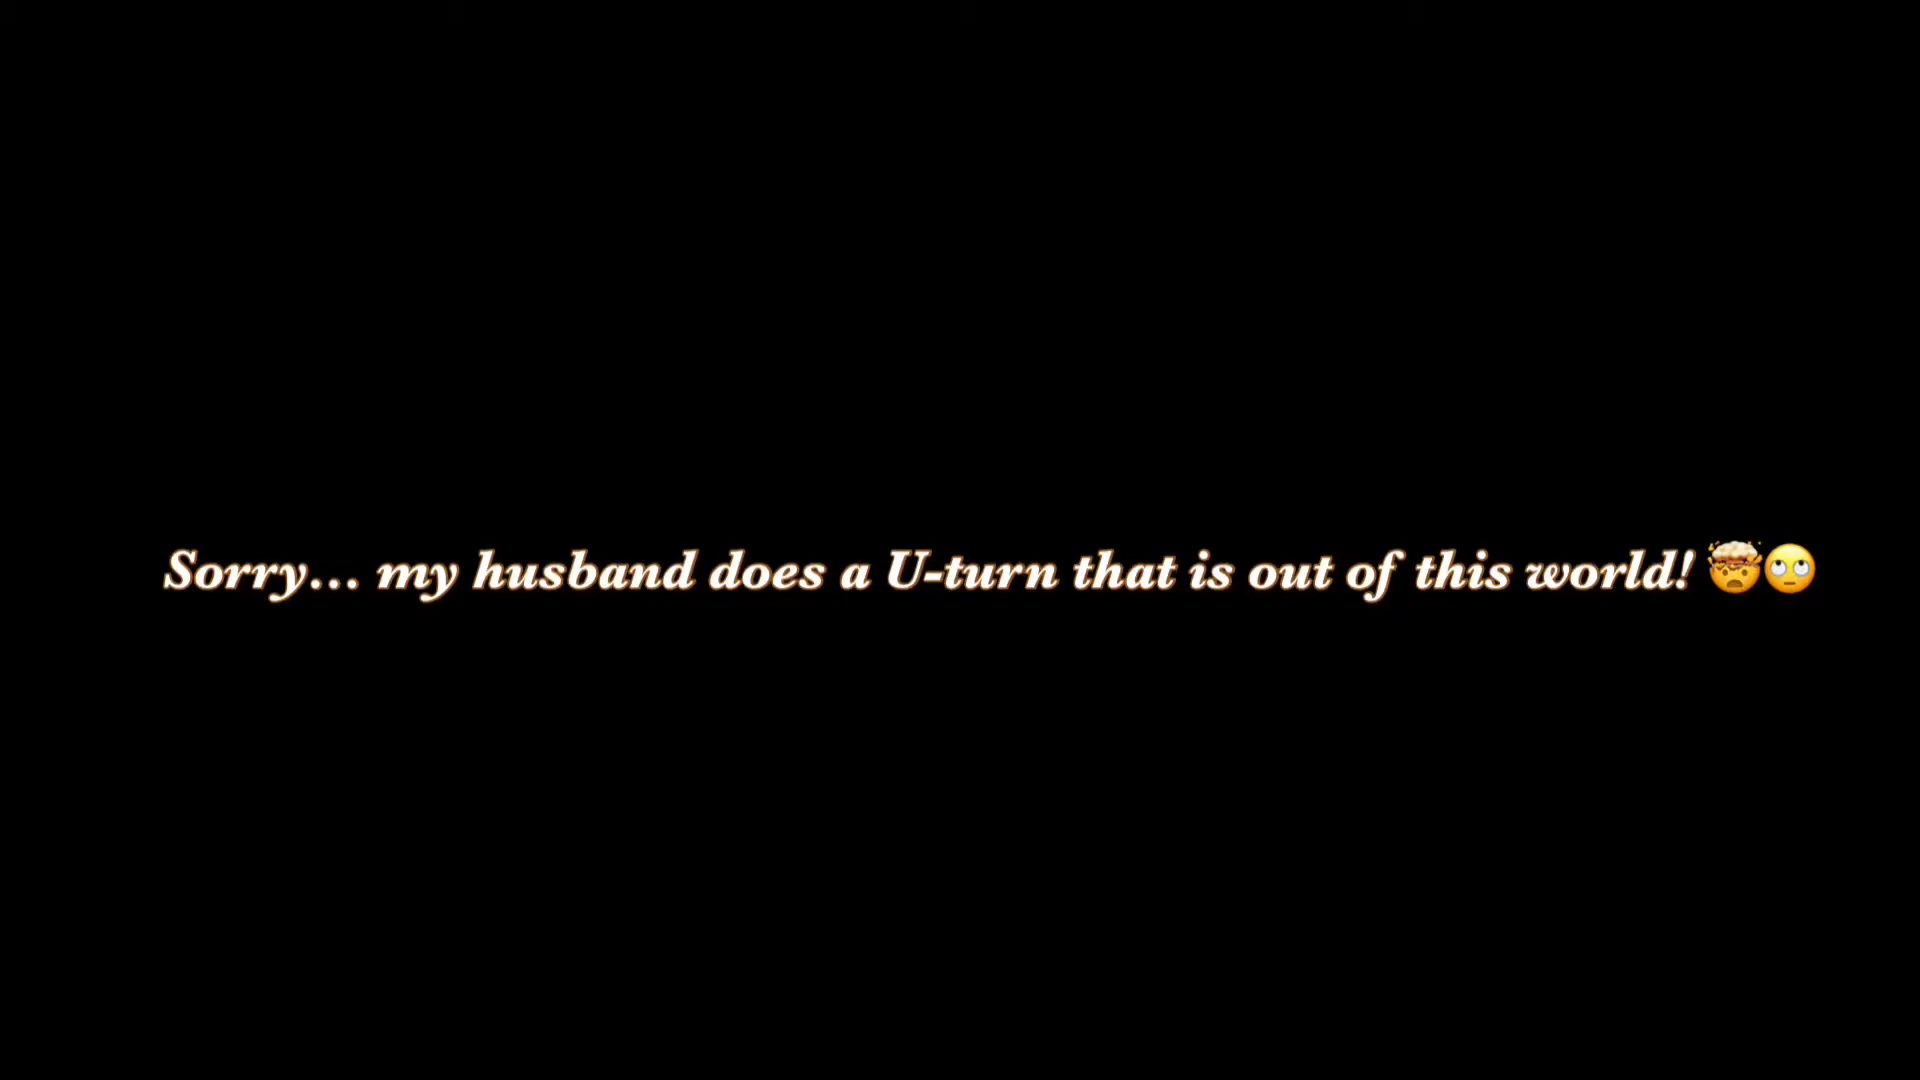 Sorry... my husband does a U-turn that is out of this world! 🤯🙄